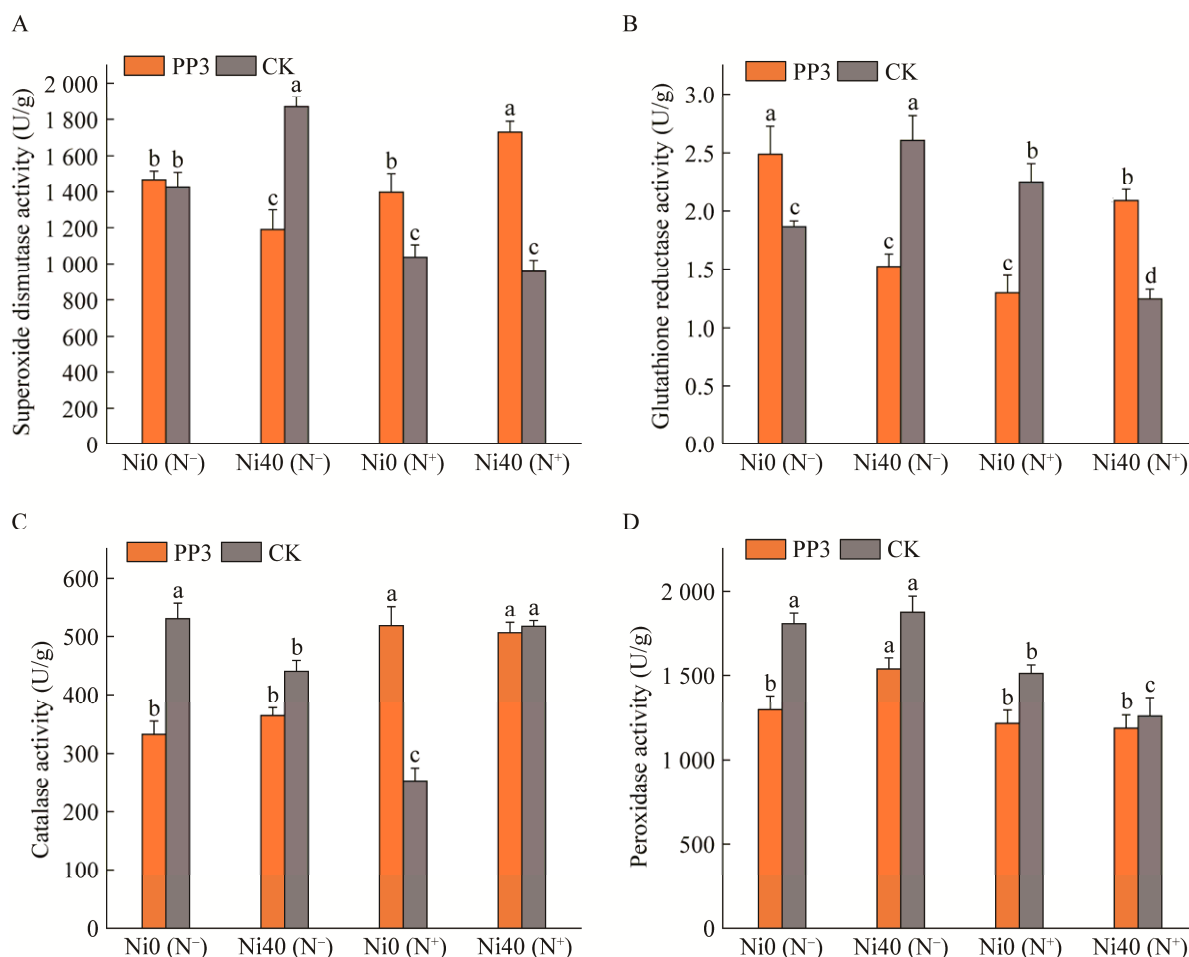 A
PP3 CK
Superoxide dismutase activity (U/g)
2 000
1 800
1 600
1 400
1 200
1 000
800
600
400
200
0
b b c a b c a c
Ni0 (N⁻) Ni40 (N⁻) Ni0 (N⁺) Ni40 (N⁺)
B
PP3 CK
Glutathione reductase activity (U/g)
3.0
2.5
2.0
1.5
1.0
0.5
0.0
a c c a c b b d
Ni0 (N⁻) Ni40 (N⁻) Ni0 (N⁺) Ni40 (N⁺)
C
PP3 CK
Catalase activity (U/g)
600
500
400
300
200
100
0
b a b b a c a a
Ni0 (N⁻) Ni40 (N⁻) Ni0 (N⁺) Ni40 (N⁺)
D
PP3 CK
Peroxidase activity (U/g)
2 000
1 500
1 000
500
0
b a a a b b b c
Ni0 (N⁻) Ni40 (N⁻) Ni0 (N⁺) Ni40 (N⁺)